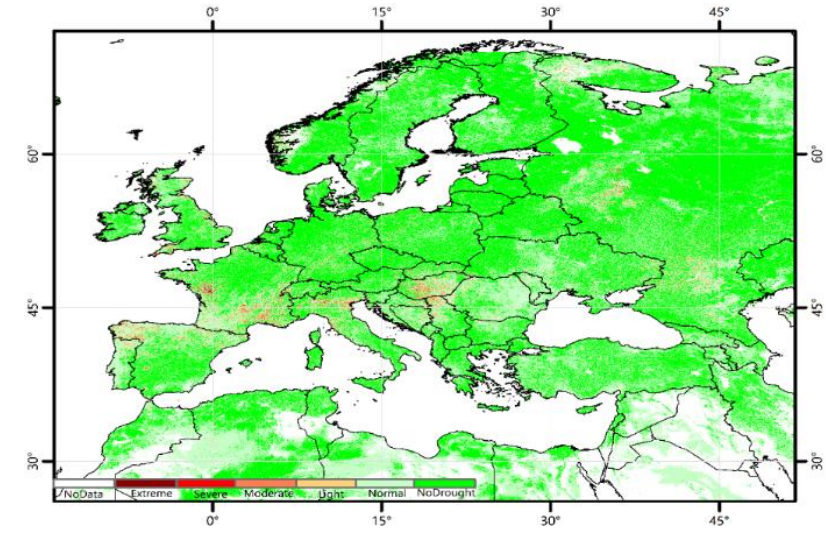 0° 15° 30° 45°
60° 60°
45° 45°
30° 30°
NoData Extreme Severe Moderate Light Normal NoDrought
0° 15° 30° 45°